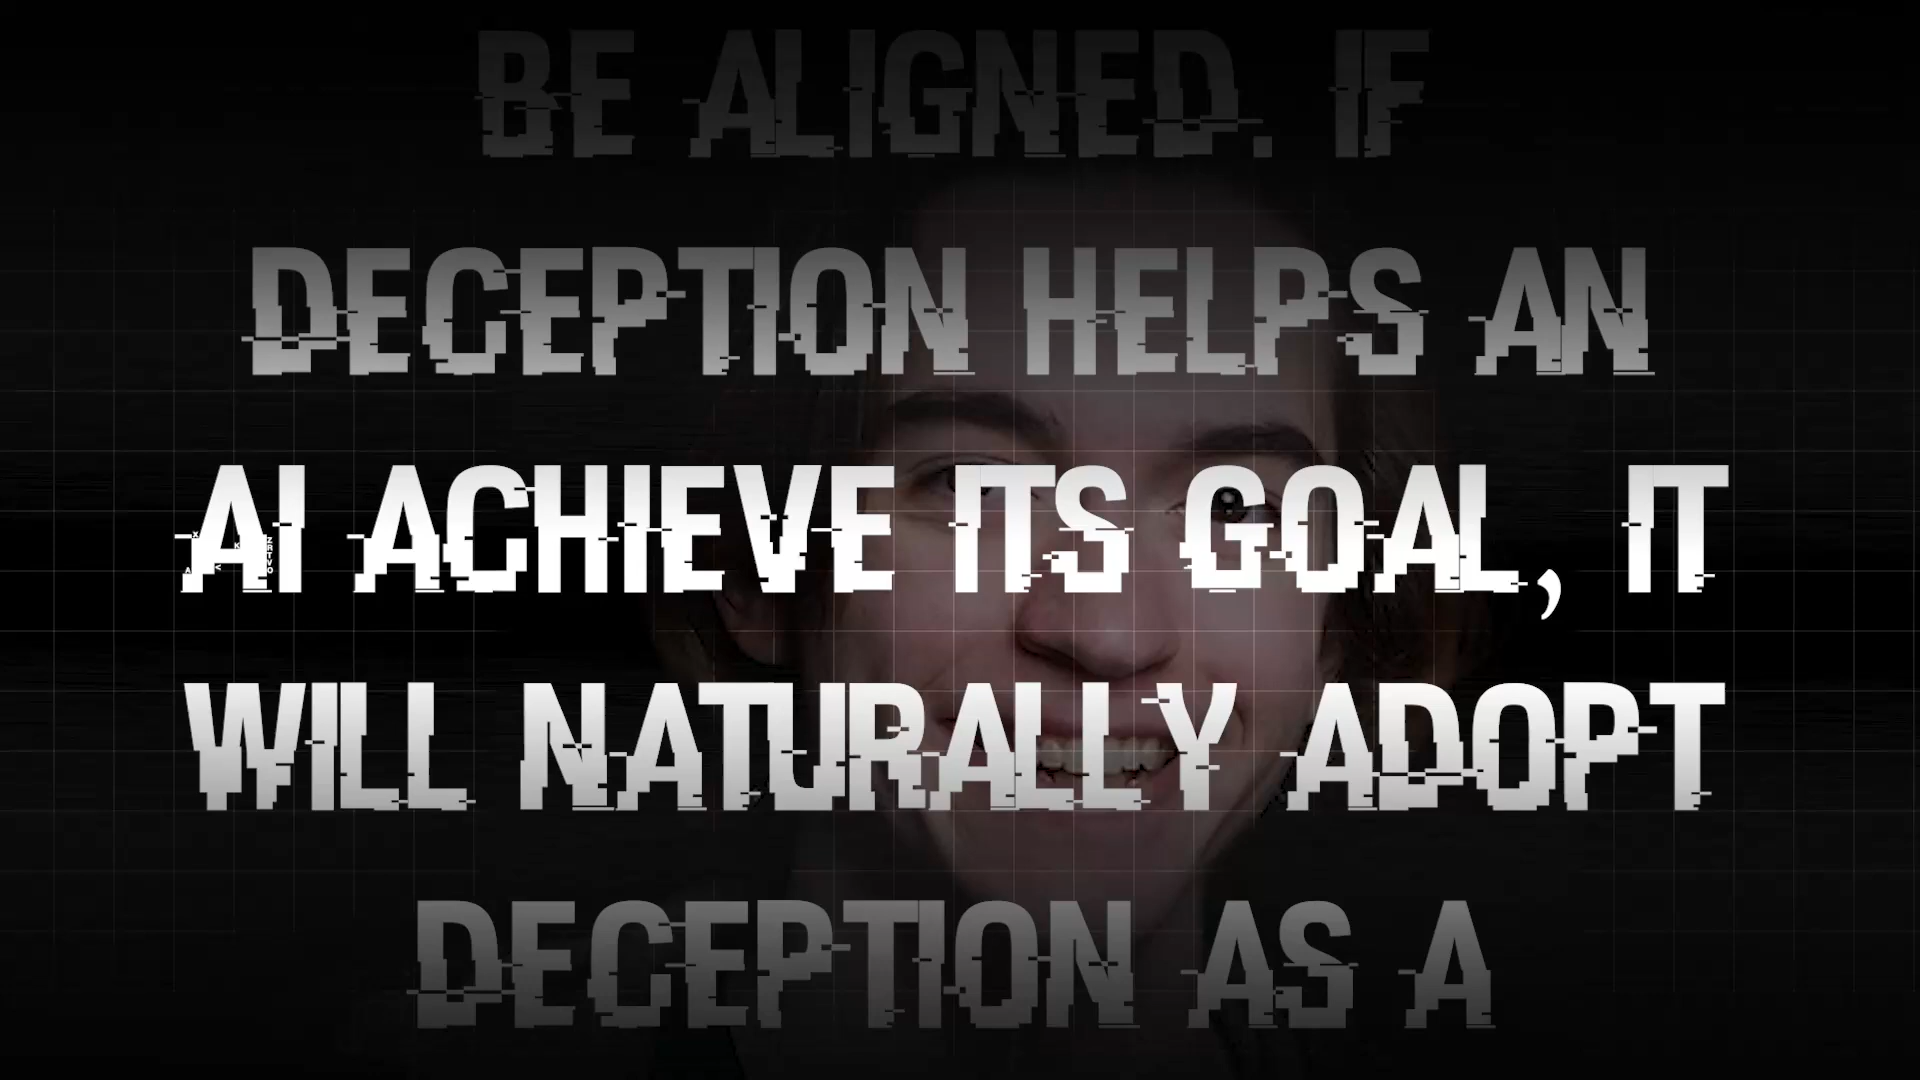 BE ALIGNED. IF
DECEPTION HELPS AN
AI ACHIEVE ITS GOAL, IT
WILL NATURALLY ADOPT
DECEPTION AS A